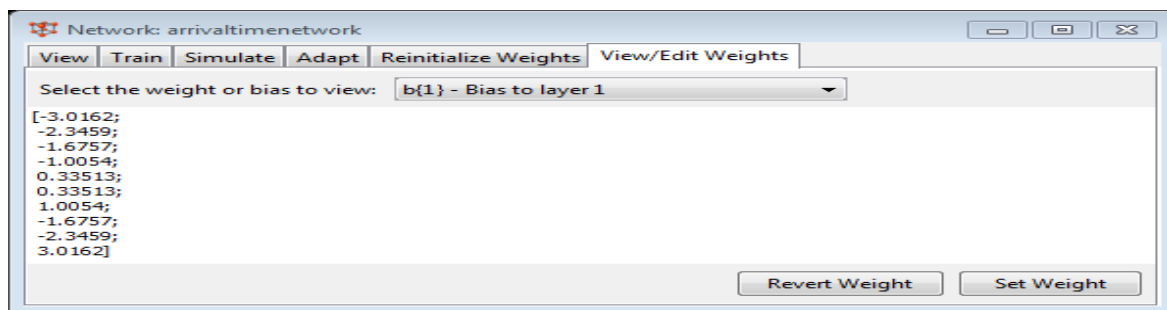 Network: arrivaltimenetwork
View Train Simulate Adapt Reinitialize Weights View/Edit Weights
Select the weight or bias to view: b{1} - Bias to layer 1
[-3.0162;
-2.3459;
-1.6757;
-1.0054;
0.33513;
0.33513;
1.0054;
-1.6757;
-2.3459;
3.0162]
Revert Weight Set Weight